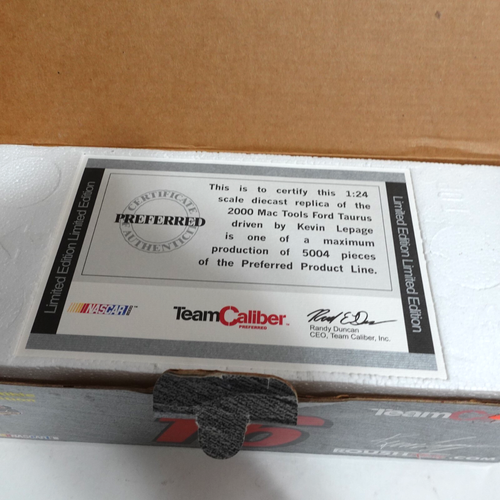 Limited Edition Limited Edition
CERTIFICATE
PREFERRED
This is to certify this 1:24
scale diecast replica of the
2000 Mac Tools Ford Taurus
driven by Kevin Lepage
is one of a maximum
production of 5004 pieces
of the Preferred Product Line.
Limited Edition Limited Edition
NASCAR
TeamCaliber
PREFERRED
Randy Duncan
CEO, Team Caliber, Inc.
TeamC